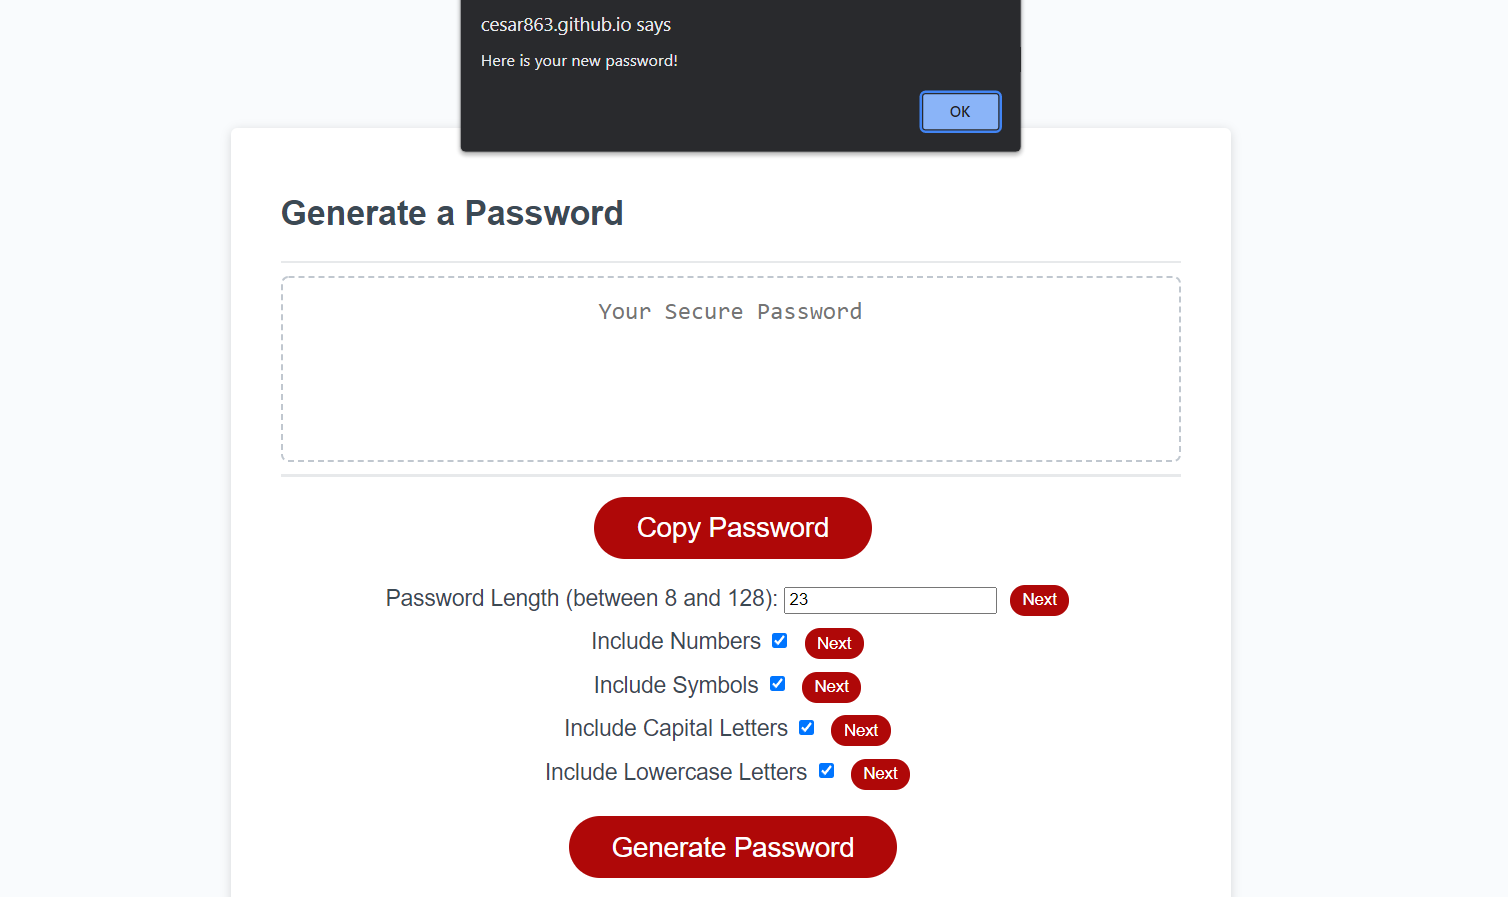 cesar863.github.io says
Here is your new password!
OK
Generate a Password
Your Secure Password
Copy Password
Password Length (between 8 and 128): 23 Next
Include Numbers Next
Include Symbols Next
Include Capital Letters Next
Include Lowercase Letters Next
Generate Password